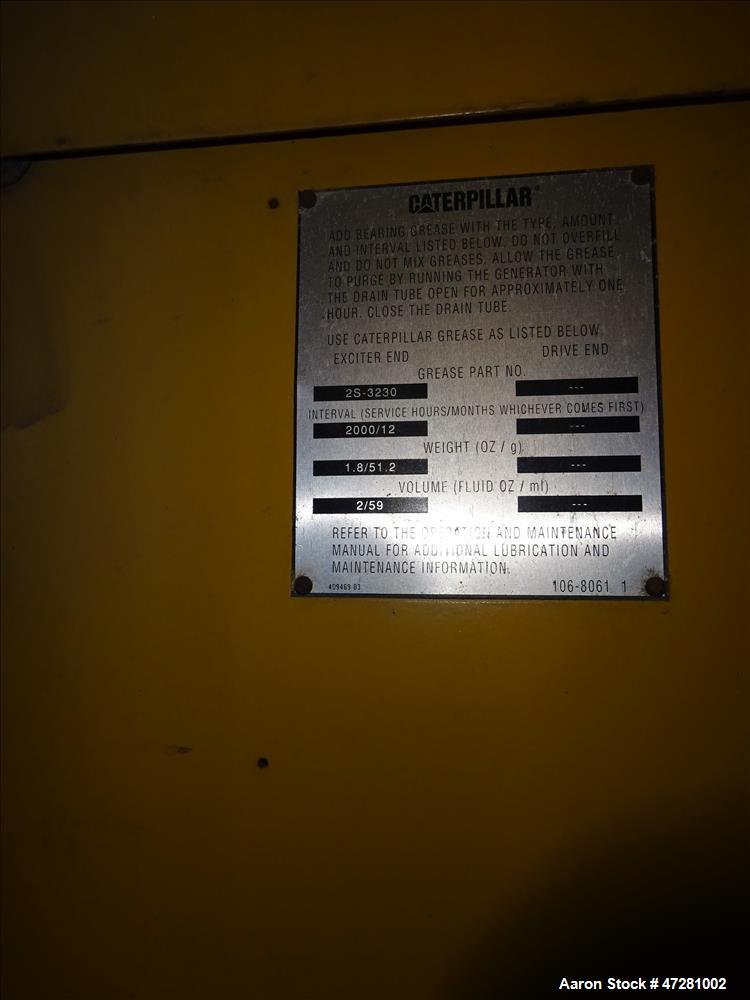 CATERPILLAR®
ADD BEARING GREASE WITH THE TYPE, AMOUNT
AND INTERVAL LISTED BELOW. DO NOT OVERFILL
AND DO NOT MIX GREASES. ALLOW THE GREASE
TO PURGE BY RUNNING THE GENERATOR WITH
THE DRAIN TUBE OPEN FOR APPROXIMATELY ONE
HOUR. CLOSE THE DRAIN TUBE.
USE CATERPILLAR GREASE AS LISTED BELOW
EXCITER END DRIVE END
GREASE PART NO.
2S-3230 ---
INTERVAL (SERVICE HOURS/MONTHS WHICHEVER COMES FIRST)
2000/12 ---
WEIGHT (OZ / g)
1.8/51.2 ---
VOLUME (FLUID OZ / ml)
2/59 ---
REFER TO THE OPERATION AND MAINTENANCE
MANUAL FOR ADDITIONAL LUBRICATION AND
MAINTENANCE INFORMATION.
409469 83 106-8061 1
Aaron Stock # 47281002